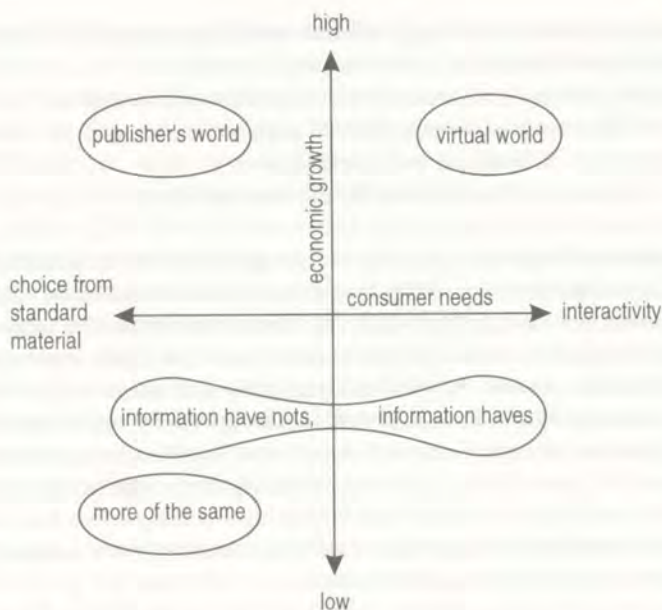 high
publisher's world
virtual world
economic growth
choice from
standard
material
consumer needs
interactivity
information have nots,
information haves
more of the same
low